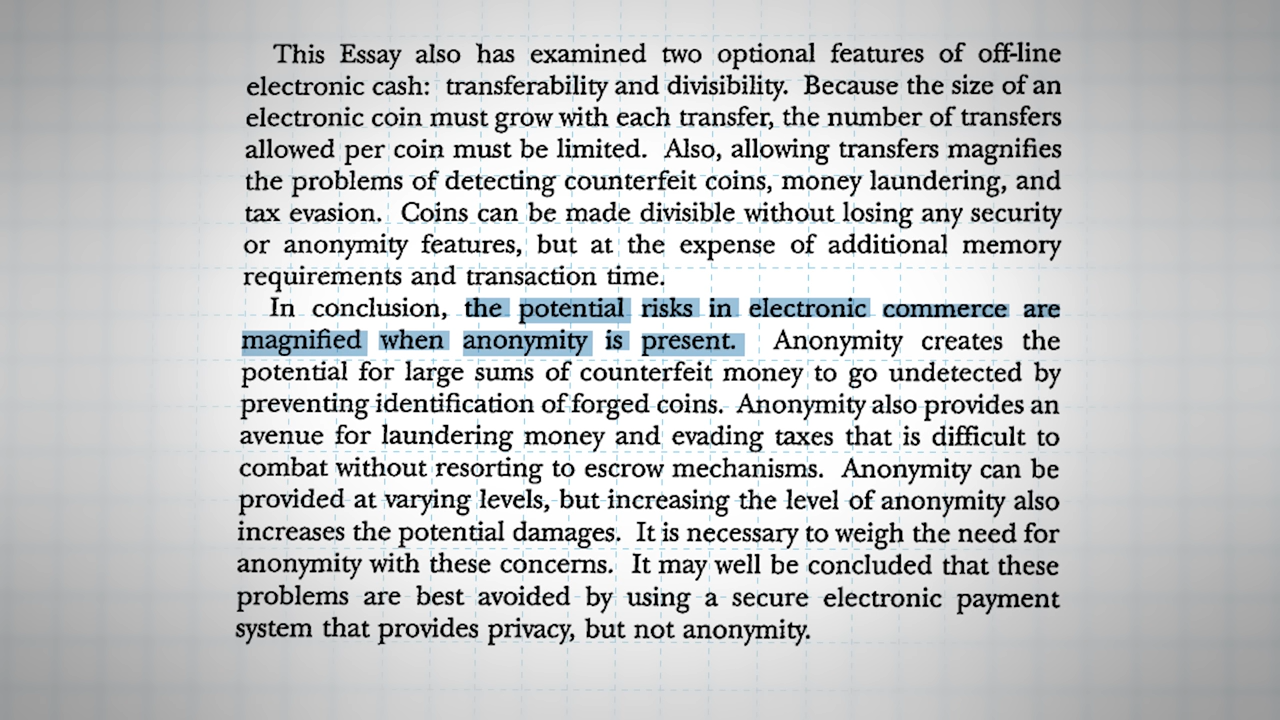 This Essay also has examined two optional features of off-line
electronic cash: transferability and divisibility. Because the size of an
electronic coin must grow with each transfer, the number of transfers
allowed per coin must be limited. Also, allowing transfers magnifies
the problems of detecting counterfeit coins, money laundering, and
tax evasion. Coins can be made divisible without losing any security
or anonymity features, but at the expense of additional memory
requirements and transaction time.
In conclusion, the potential risks in electronic commerce are
magnified when anonymity is present. Anonymity creates the
potential for large sums of counterfeit money to go undetected by
preventing identification of forged coins. Anonymity also provides an
avenue for laundering money and evading taxes that is difficult to
combat without resorting to escrow mechanisms. Anonymity can be
provided at varying levels, but increasing the level of anonymity also
increases the potential damages. It is necessary to weigh the need for
anonymity with these concerns. It may well be concluded that these
problems are best avoided by using a secure electronic payment
system that provides privacy, but not anonymity.